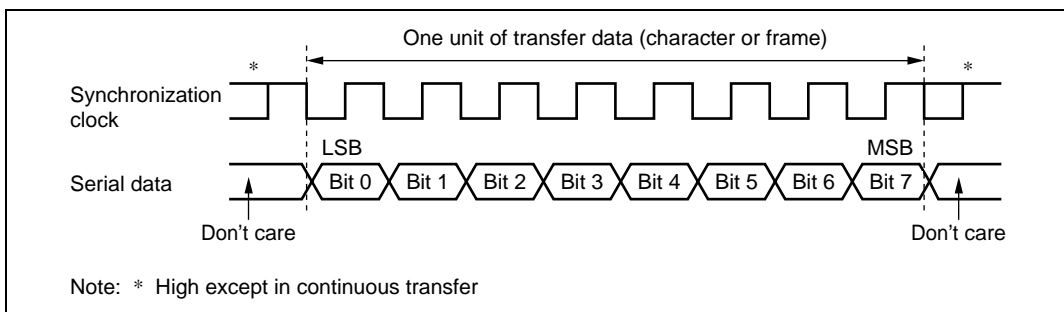 One unit of transfer data (character or frame)
* *
Synchronization
clock
LSB MSB
Serial data Bit 0 Bit 1 Bit 2 Bit 3 Bit 4 Bit 5 Bit 6 Bit 7
Don't care Don't care
Note: * High except in continuous transfer